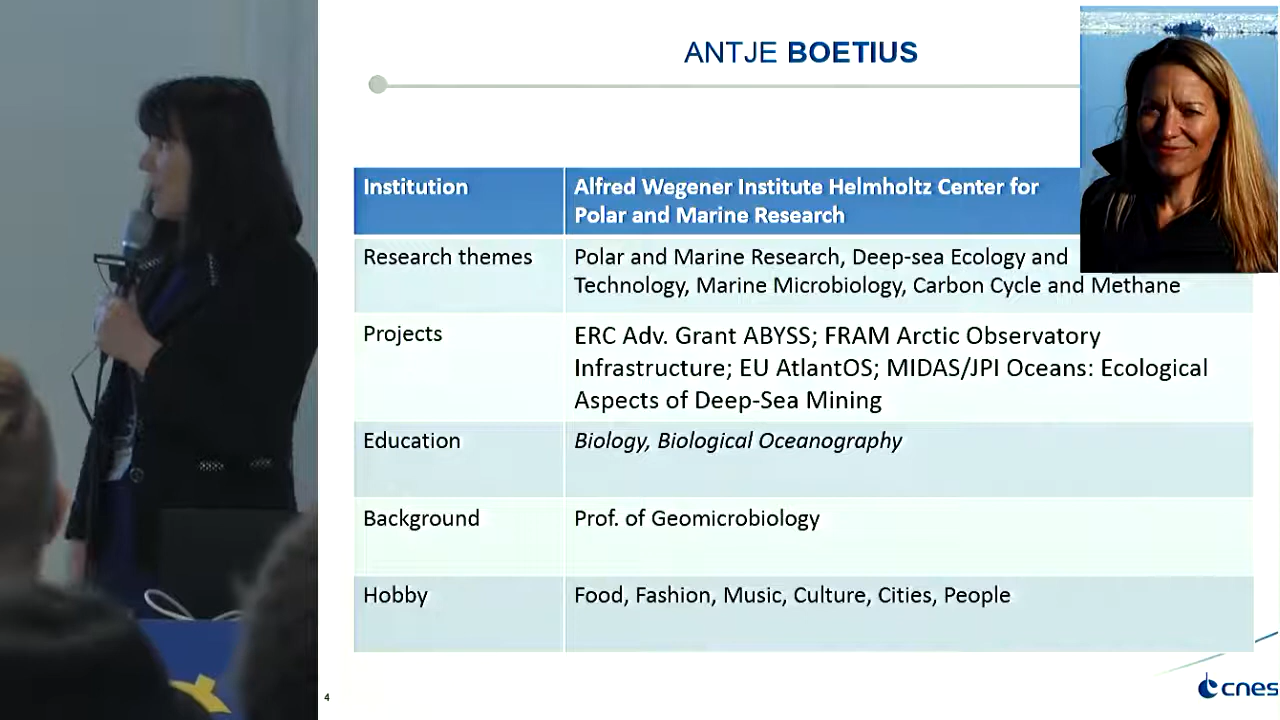 ANTJE BOETIUS
Institution
Alfred Wegener Institute Helmholtz Center for
Polar and Marine Research
Research themes
Polar and Marine Research, Deep-sea Ecology and
Technology, Marine Microbiology, Carbon Cycle and Methane
Projects
ERC Adv. Grant ABYSS; FRAM Arctic Observatory
Infrastructure; EU AtlantOS; MIDAS/JPI Oceans: Ecological
Aspects of Deep-Sea Mining
Education
Biology, Biological Oceanography
Background
Prof. of Geomicrobiology
Hobby
Food, Fashion, Music, Culture, Cities, People
4
cnes